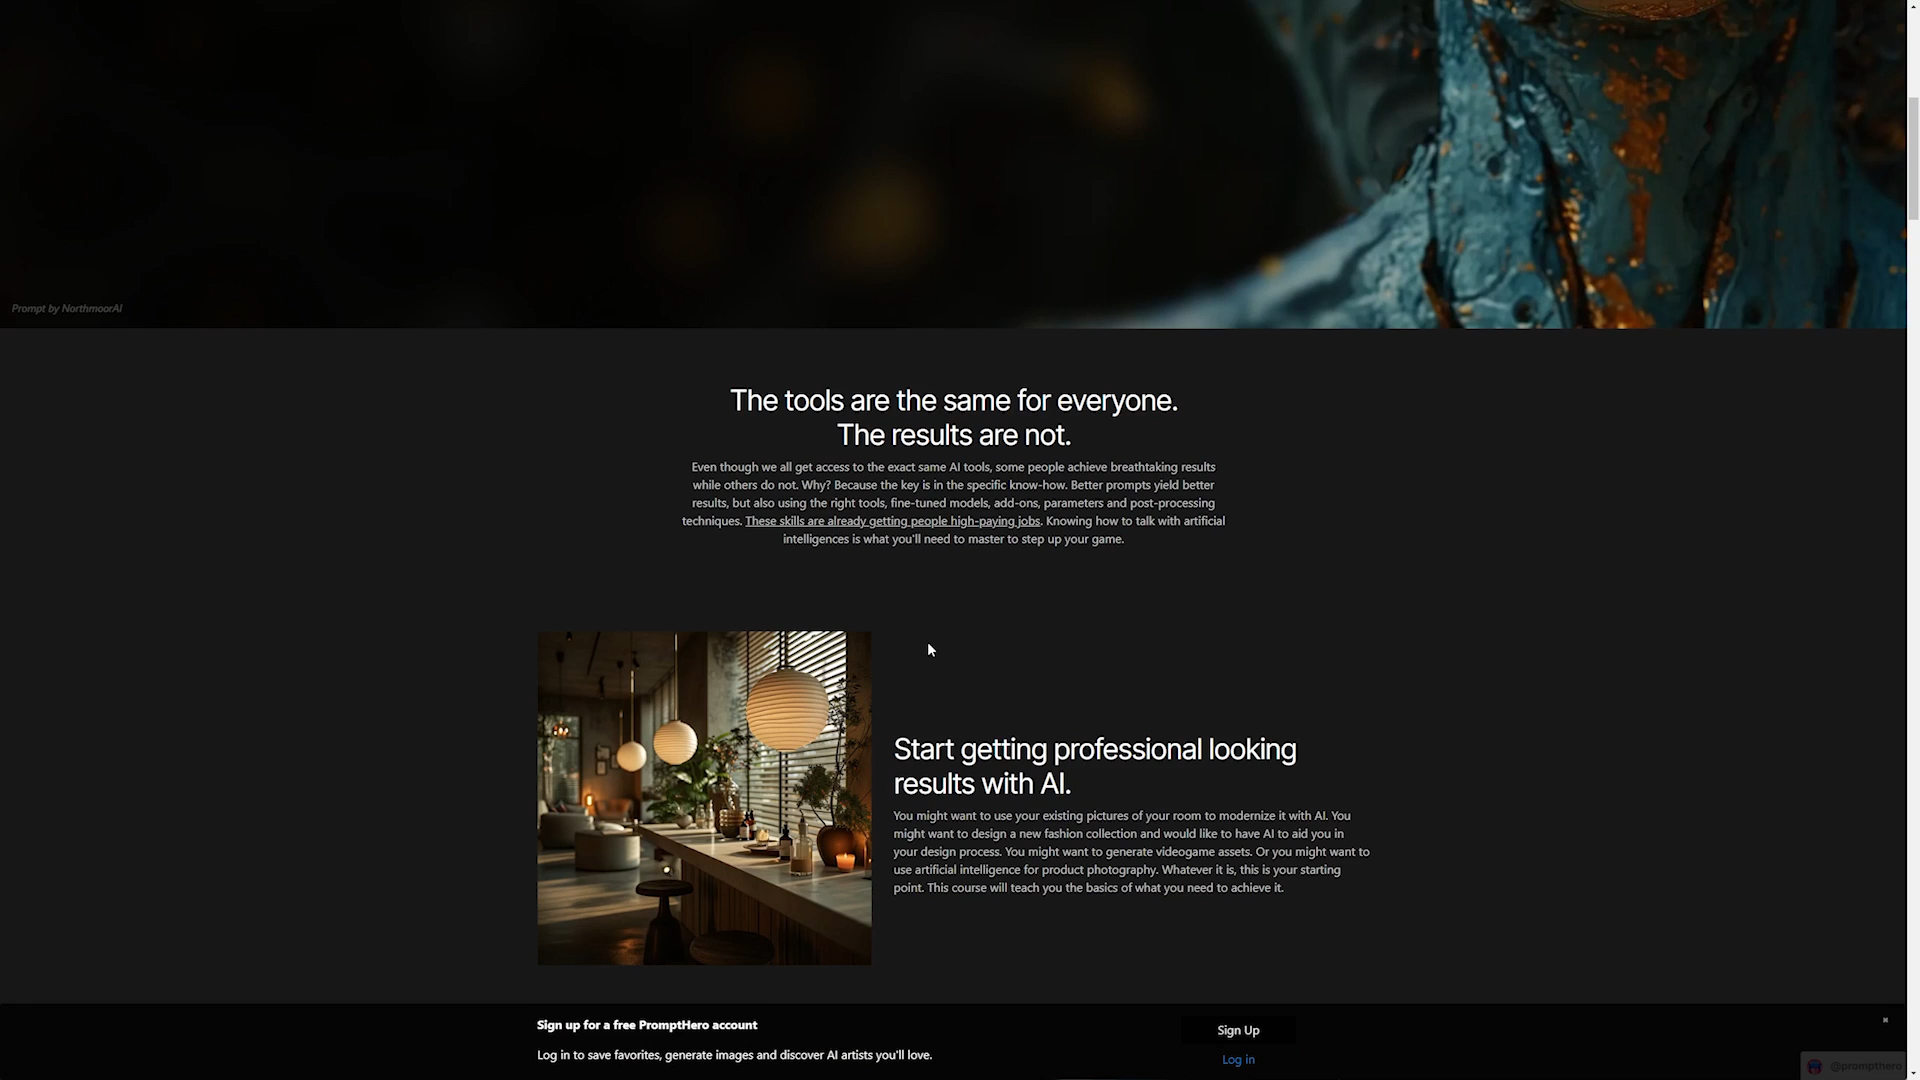 Prompt by NorthmoorAI
The tools are the same for everyone.
The results are not.
Even though we all get access to the exact same AI tools, some people achieve breathtaking results
while others do not. Why? Because the key is in the specific know-how. Better prompts yield better
results, but also using the right tools, fine-tuned models, add-ons, parameters and post-processing
techniques. These skills are already getting people high-paying jobs. Knowing how to talk with artificial
intelligences is what you'll need to master to step up your game.
Start getting professional looking
results with AI.
You might want to use your existing pictures of your room to modernize it with AI. You
might want to design a new fashion collection and would like to have AI to aid you in
your design process. You might want to generate videogame assets. Or you might want to
use artificial intelligence for product photography. Whatever it is, this is your starting
point. This course will teach you the basics of what you need to achieve it.
Sign up for a free PromptHero account
Log in to save favorites, generate images and discover AI artists you'll love.
Sign Up
Log in
@prompthero